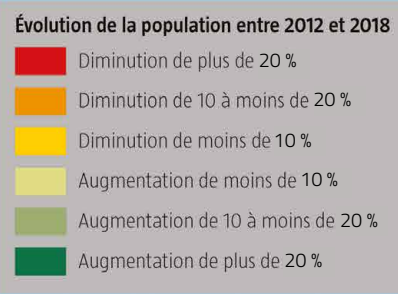 Évolution de la population entre 2012 et 2018
Diminution de plus de 20 %
Diminution de 10 à moins de 20 %
Diminution de moins de 10 %
Augmentation de moins de 10 %
Augmentation de 10 à moins de 20 %
Augmentation de plus de 20 %